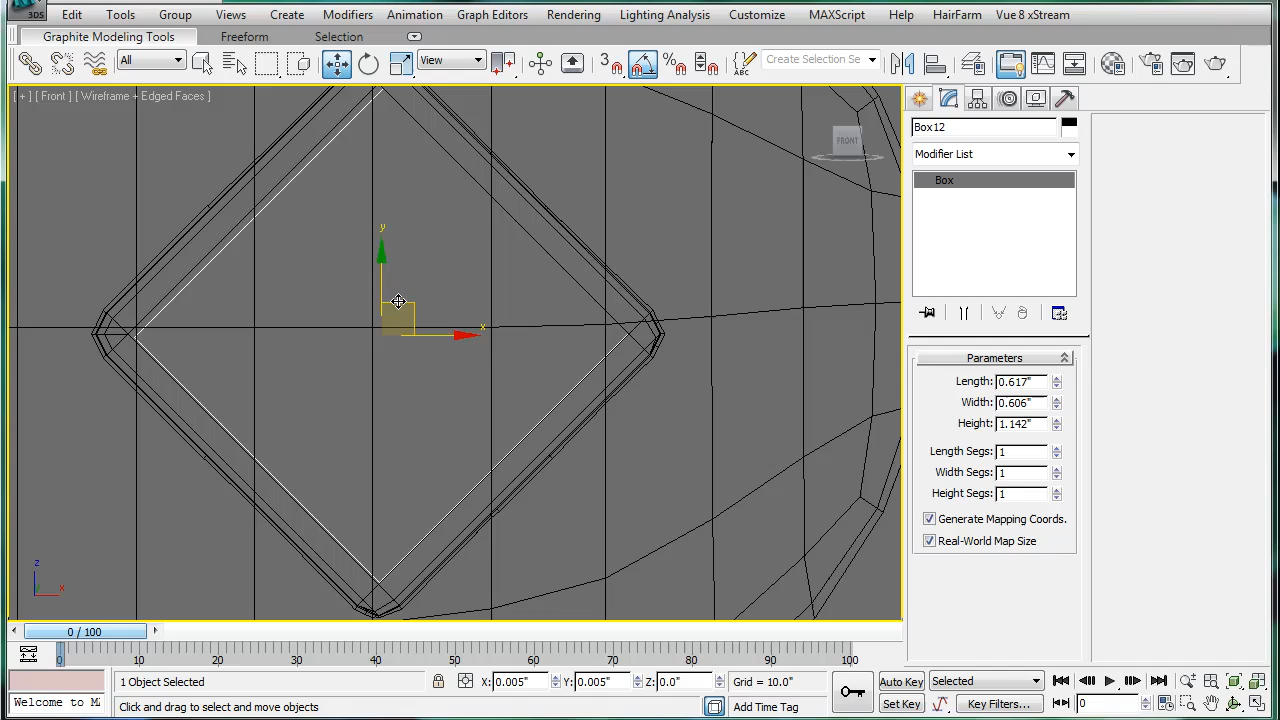 3DS Edit Tools Group Views Create Modifiers Animation Graph Editors Rendering Lighting Analysis Customize MAXScript Help HairFarm Vue 8 xStream
Graphite Modeling Tools Freeform Selection
All View 3 % ABC Create Selection Se
[ + ] [ Front ] [ Wireframe + Edged Faces ]
FRONT
y
x
z
x
Box12
Modifier List
Box
Parameters
Length: 0.617"
Width: 0.606"
Height: 1.142"
Length Segs: 1
Width Segs: 1
Height Segs: 1
Generate Mapping Coords.
Real-World Map Size
0 / 100
0 10 20 30 40 50 60 70 80 90 100
1 Object Selected X: 0.005" Y: 0.005" Z: 0.0" Grid = 10.0" Auto Key Selected
Welcome to M Click and drag to select and move objects Add Time Tag Set Key Key Filters... 0